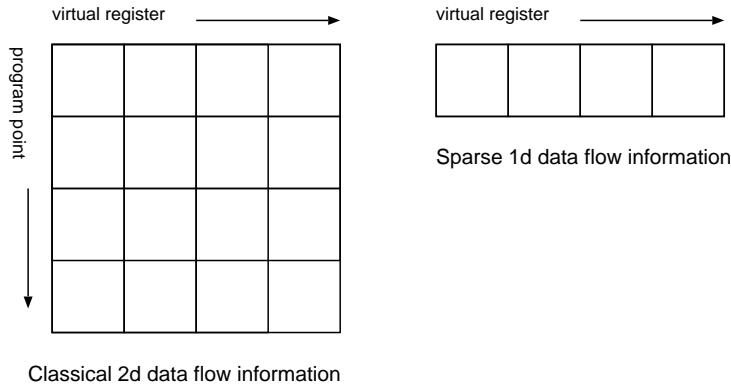 virtual register
program point
Classical 2d data flow information
virtual register
Sparse 1d data flow information